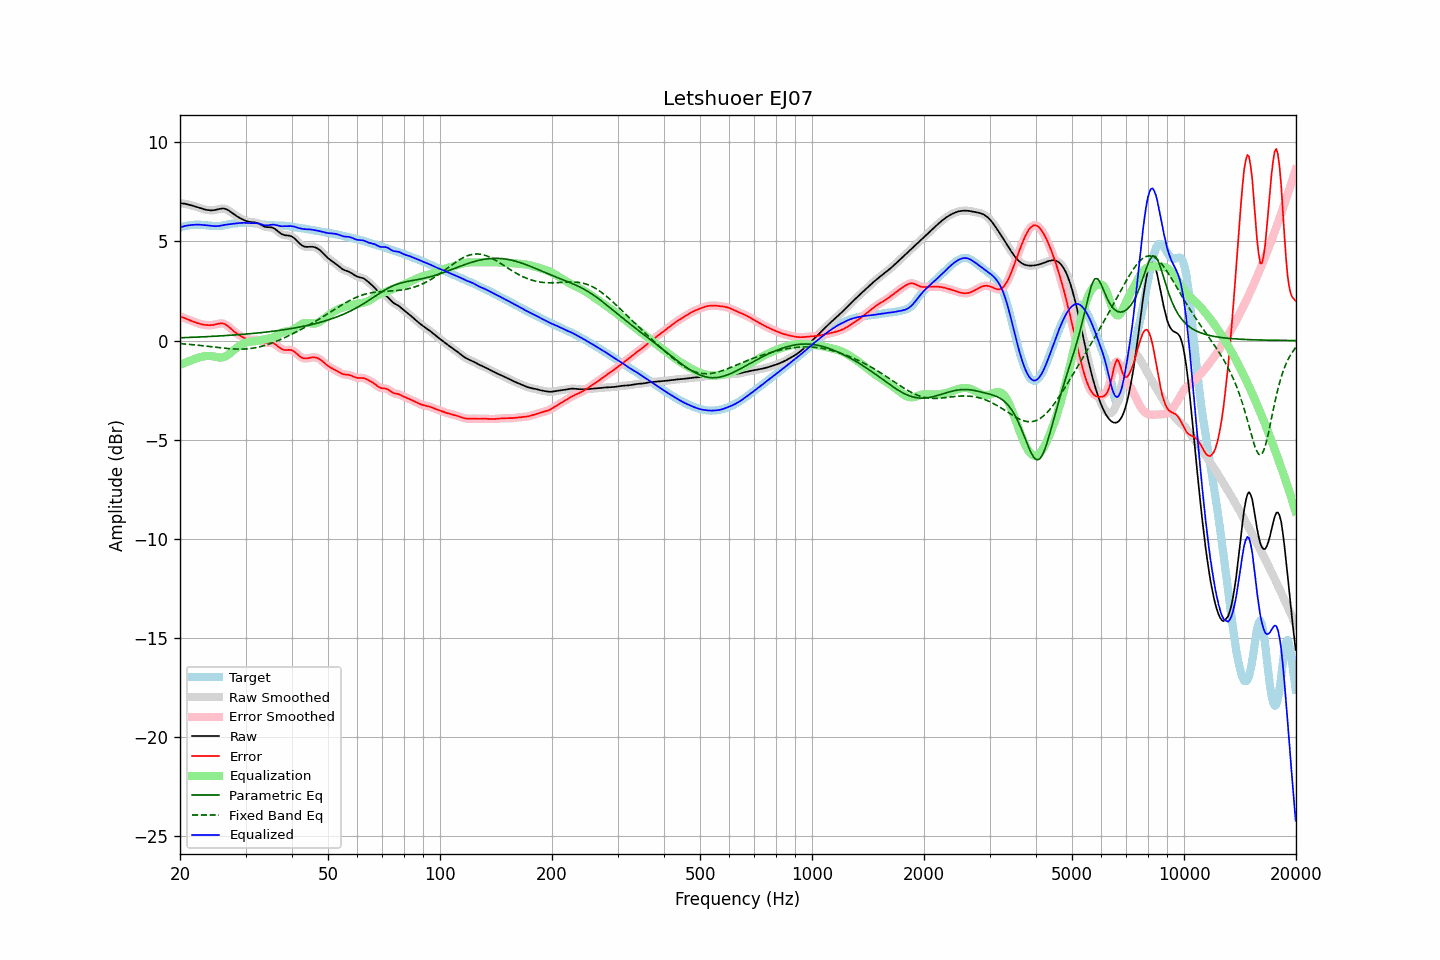 Letshuoer EJ07
10
5
0
−5
−10
−15
−20
−25
Amplitude (dBr)
Target
Raw Smoothed
Error Smoothed
Raw
Error
Equalization
Parametric Eq
Fixed Band Eq
Equalized
20 50 100 200 500 1000 2000 5000 10000 20000
Frequency (Hz)